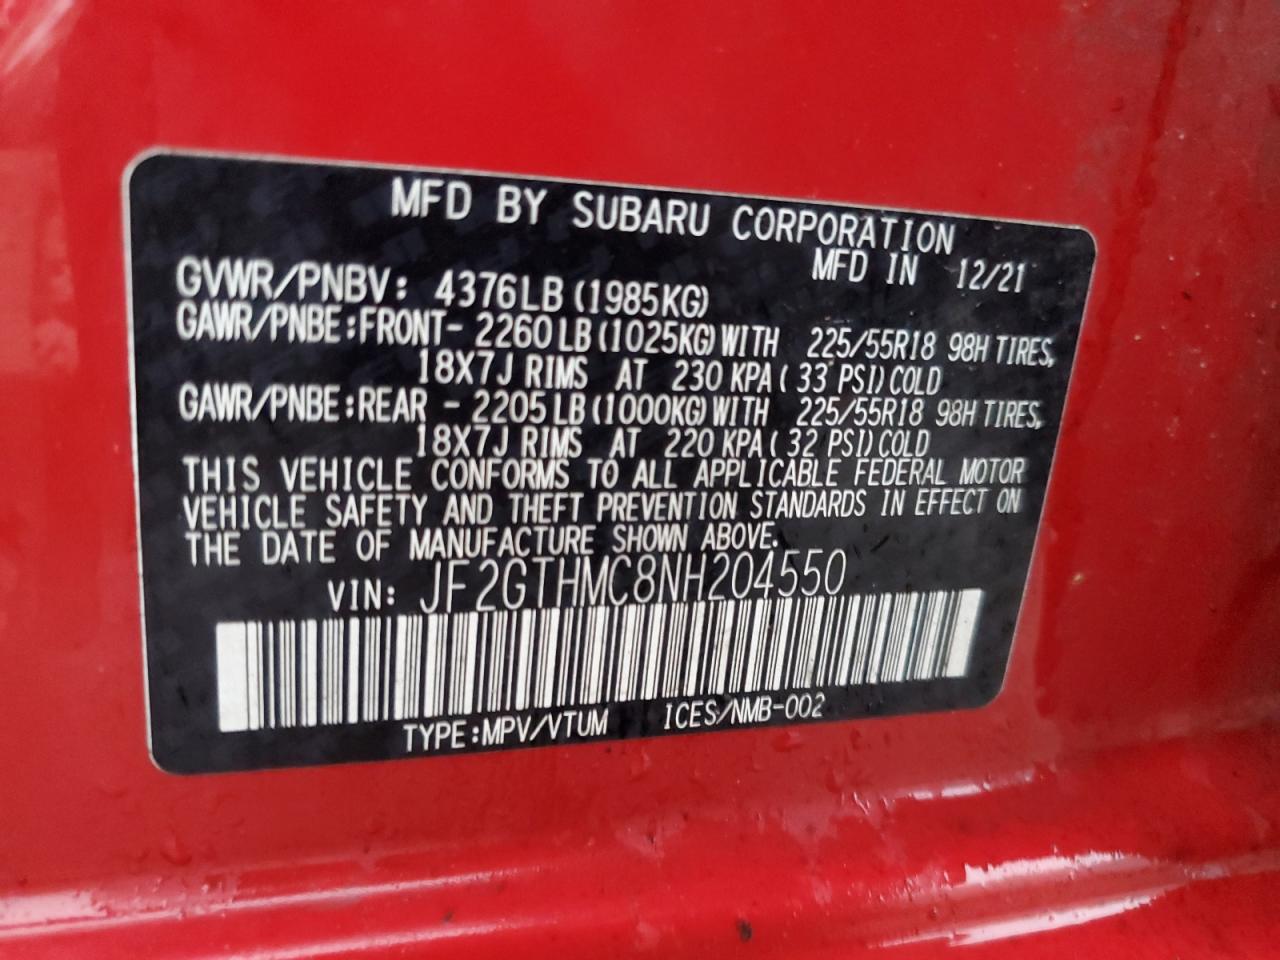 MFD BY SUBARU CORPORATION
MFD IN 12/21
GVWR/PNBV: 4376LB (1985KG)
GAWR/PNBE:FRONT- 2260 LB (1025KG) WITH 225/55R18 98H TIRES,
18X7J RIMS AT 230 KPA ( 33 PSI) COLD
GAWR/PNBE:REAR - 2205 LB (1000KG) WITH 225/55R18 98H TIRES,
18X7J RIMS AT 220 KPA ( 32 PSI) COLD
THIS VEHICLE CONFORMS TO ALL APPLICABLE FEDERAL MOTOR
VEHICLE SAFETY AND THEFT PREVENTION STANDARDS IN EFFECT ON
THE DATE OF MANUFACTURE SHOWN ABOVE.
VIN: JF2GTHMC8NH204550
TYPE:MPV/VTUM ICES/NMB-002